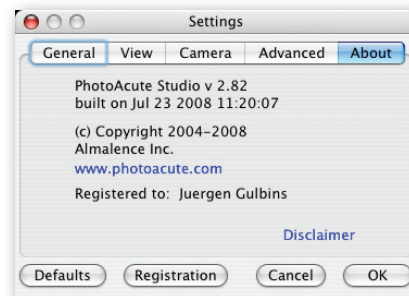 Settings
General View Camera Advanced About
PhotoAcute Studio v 2.82
built on Jul 23 2008 11:20:07
(c) Copyright 2004-2008
Almalence Inc.
www.photoacute.com
Registered to: Juergen Gulbins
Disclaimer
Defaults Registration Cancel OK